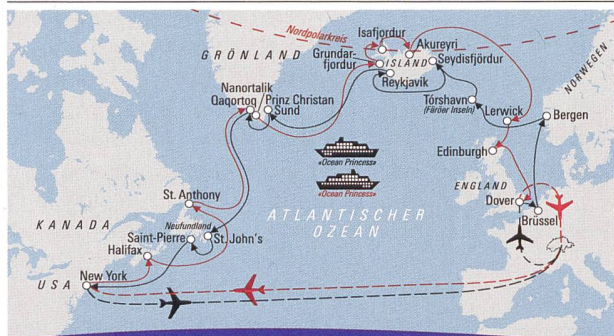 Nordpolarkreis
Isafjordur
GRÖNLAND
Grundar-
fjordur
Akureyri
ISLAND
Seydisfjördur
Reykjavik
NORWEGEN
Nanortalik
Qaqortoq
Prinz Christan
Sund
Tórshavn
(Färöer Inseln)
Lerwick
Bergen
«Ocean Princess»
Edinburgh
«Ocean Princess»
ENGLAND
St. Anthony
Dover
Brüssel
ATLANTISCHER
OZEAN
KANADA
Neufundland
Saint-Pierre
St. John's
Halifax
USA
New York